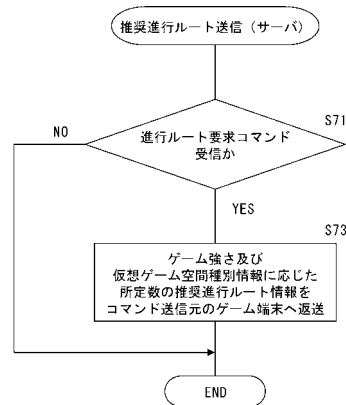 推奨進行ルート送信（サーバ）
S71
進行ルート要求コマンド
受信か
NO
YES
S73
ゲーム強さ及び
仮想ゲーム空間種別情報に応じた
所定数の推奨進行ルート情報を
コマンド送信元のゲーム端末へ返送
END